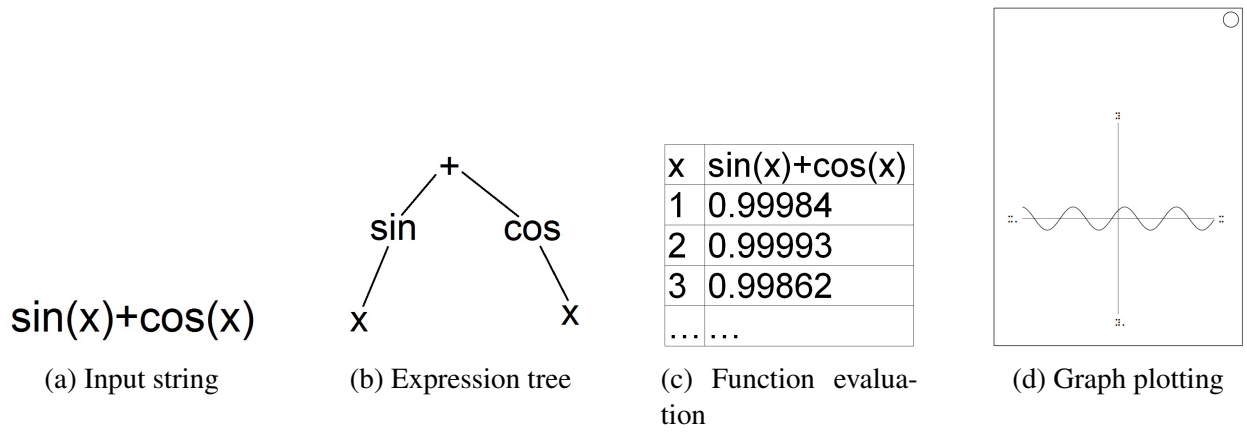 sin(x)+cos(x)
(a) Input string
+
sin cos
x x
(b) Expression tree
x sin(x)+cos(x)
1 0.99984
2 0.99993
3 0.99862
... ...
(c) Function evalua-
tion
(d) Graph plotting